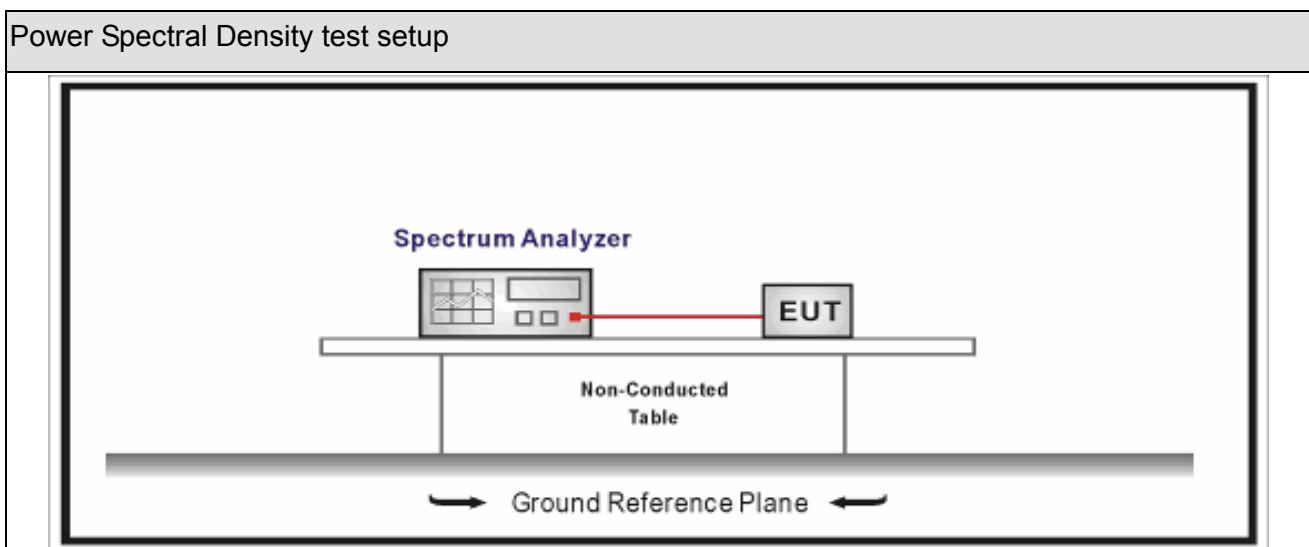 Power Spectral Density test setup
Spectrum Analyzer
EUT
Non-Conducted
Table
Ground Reference Plane